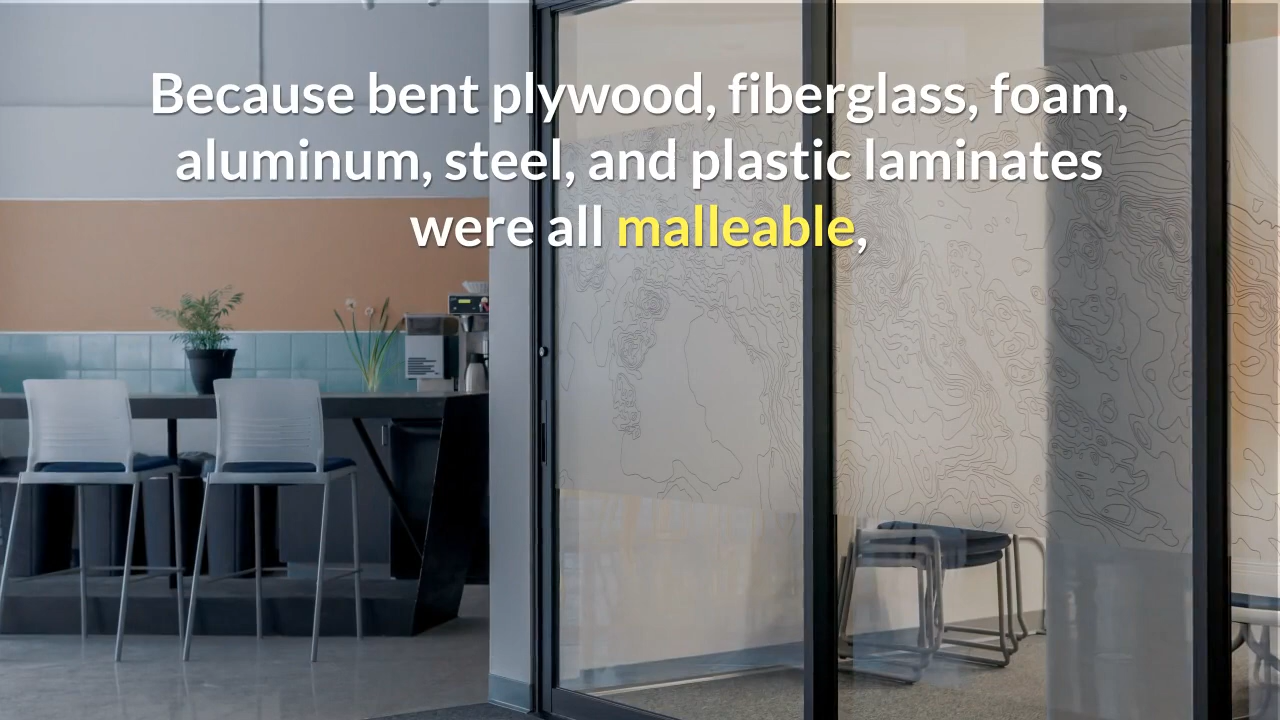 Because bent plywood, fiberglass, foam,
aluminum, steel, and plastic laminates
were all malleable,